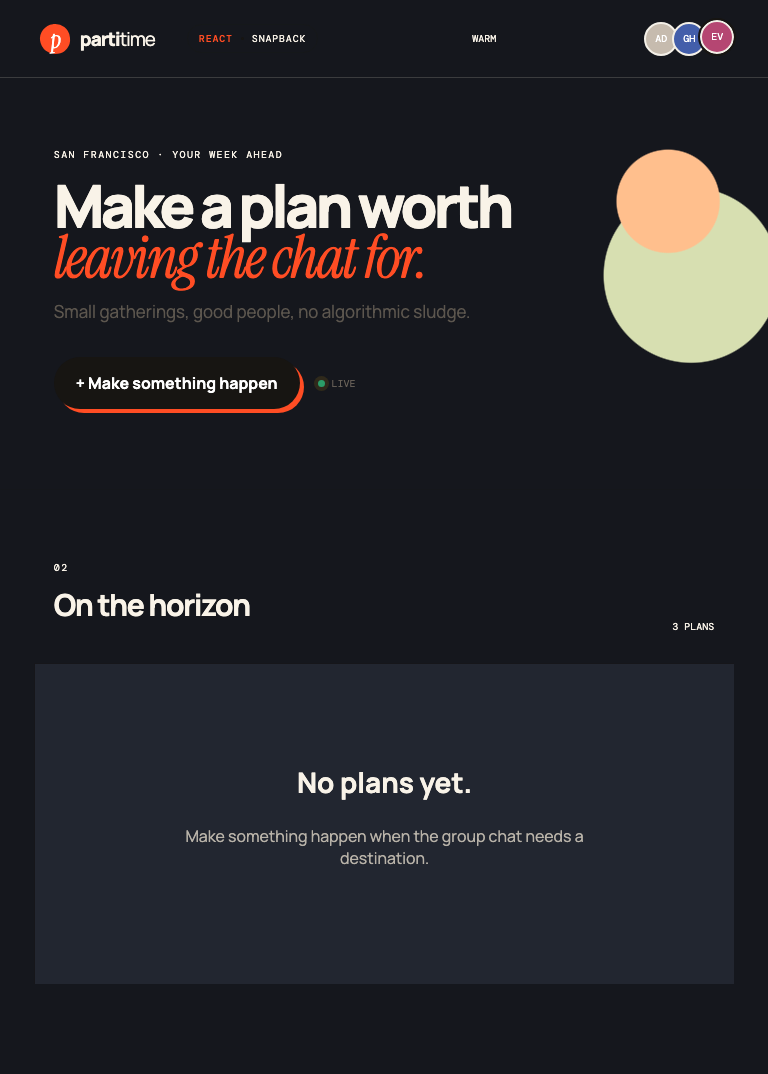 p partitime REACT SNAPBACK WARM AD GH EV
SAN FRANCISCO · YOUR WEEK AHEAD
Make a plan worth
leaving the chat for.
Small gatherings, good people, no algorithmic sludge.
+ Make something happen LIVE
02
On the horizon
3 PLANS
No plans yet.
Make something happen when the group chat needs a
destination.